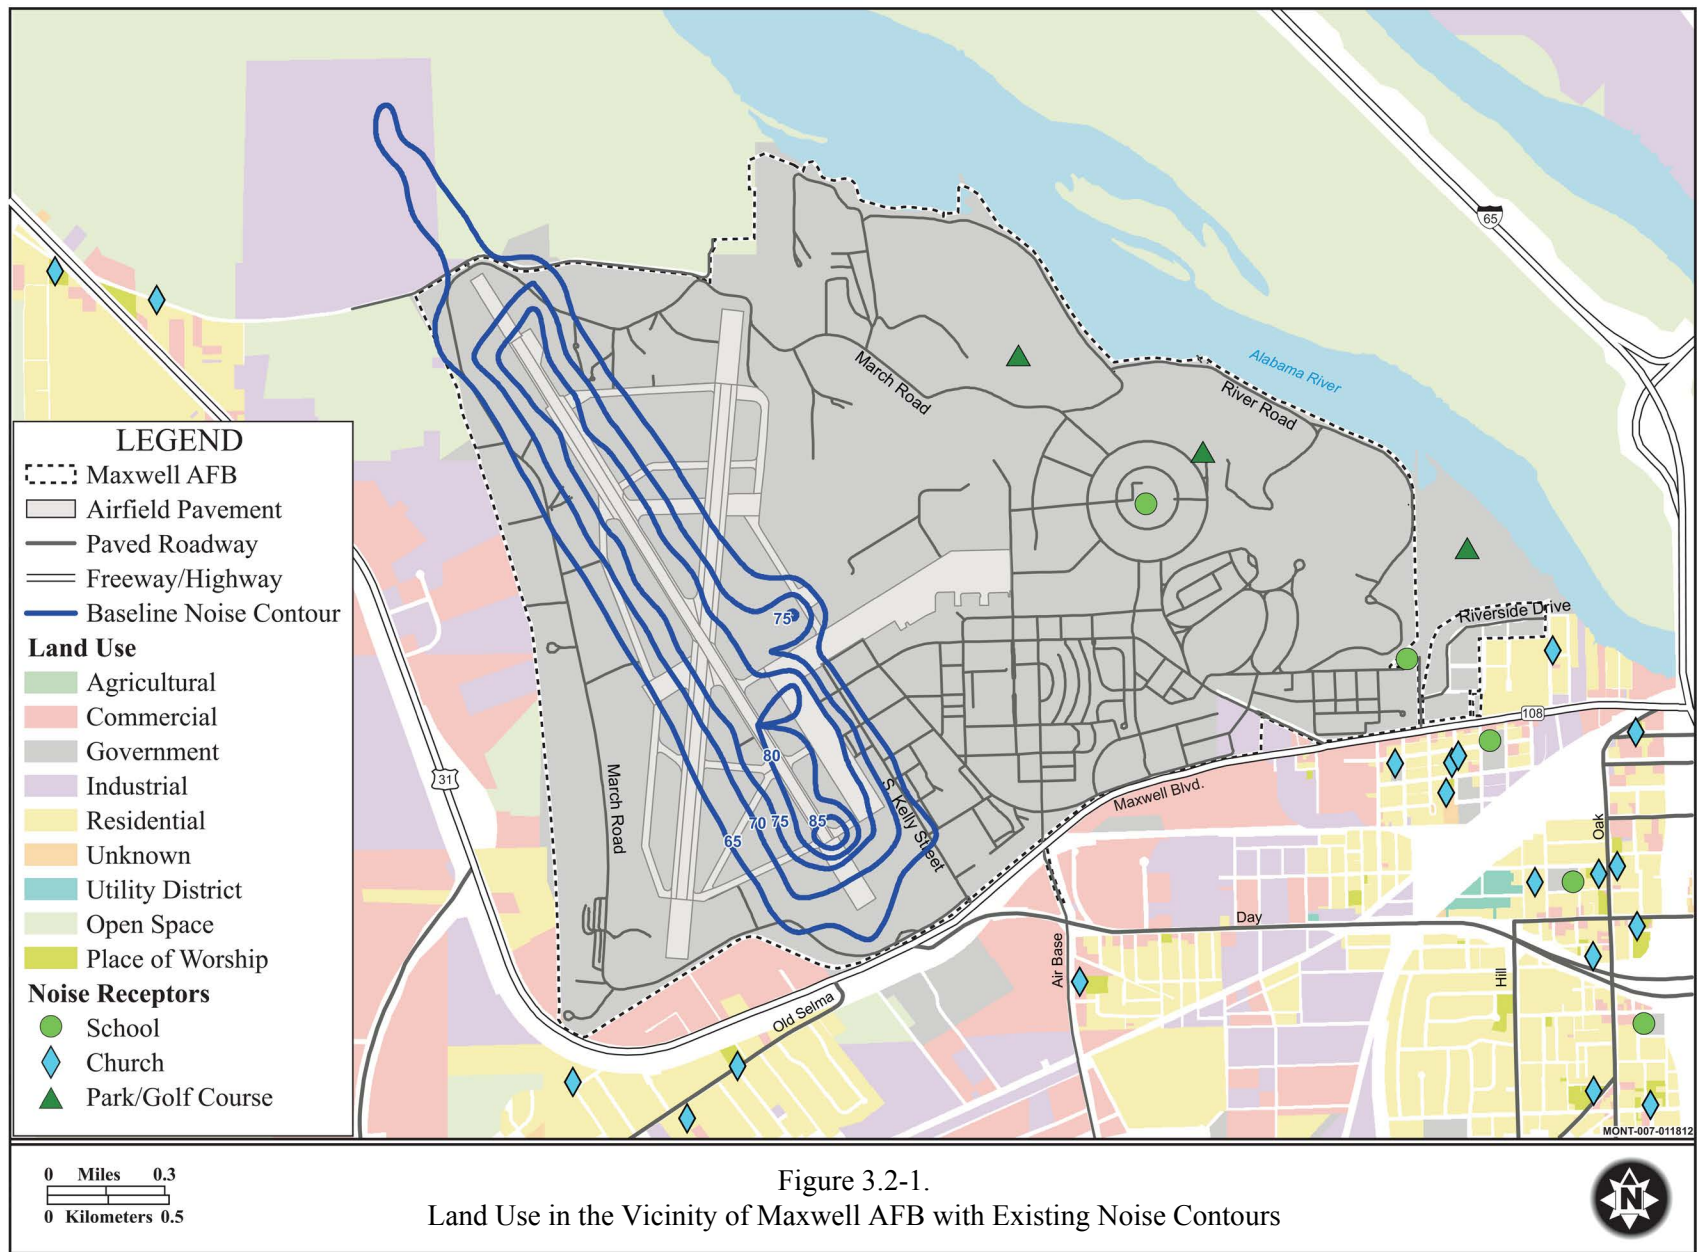 65
Alabama River
March Road
River Road
LEGEND
Maxwell AFB
Airfield Pavement
Paved Roadway
Freeway/Highway
Baseline Noise Contour
Land Use
Agricultural
Commercial
Government
Industrial
Residential
Unknown
Utility District
Open Space
Place of Worship
Noise Receptors
School
Church
Park/Golf Course
75
Riverside Drive
108
80
31
March Road
S. Kelly Street
Maxwell Blvd.
65
70
75
85
Oak
Day
Air Base
Hill
Old Selma
MONT-007-011812
0 Miles 0.3
0 Kilometers 0.5
Figure 3.2-1.
Land Use in the Vicinity of Maxwell AFB with Existing Noise Contours
N